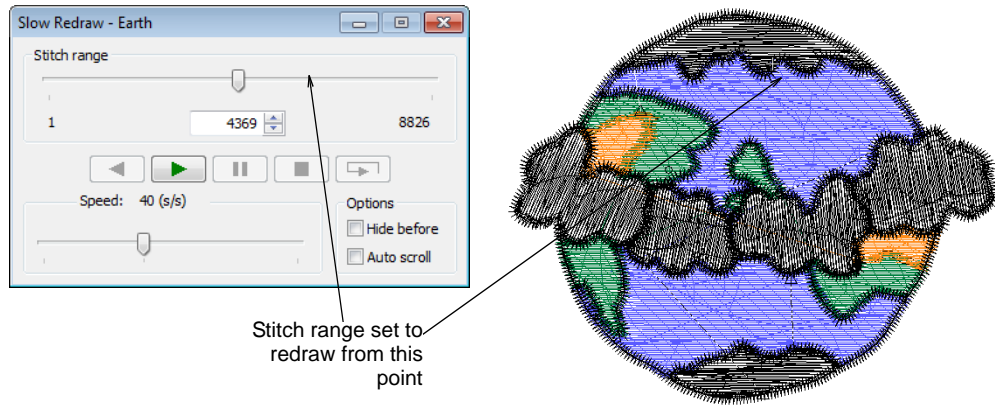 Slow Redraw - Earth
Stitch range
1
4369
8826
Speed: 40 (s/s)
Options
Hide before
Auto scroll
Stitch range set to
redraw from this
point